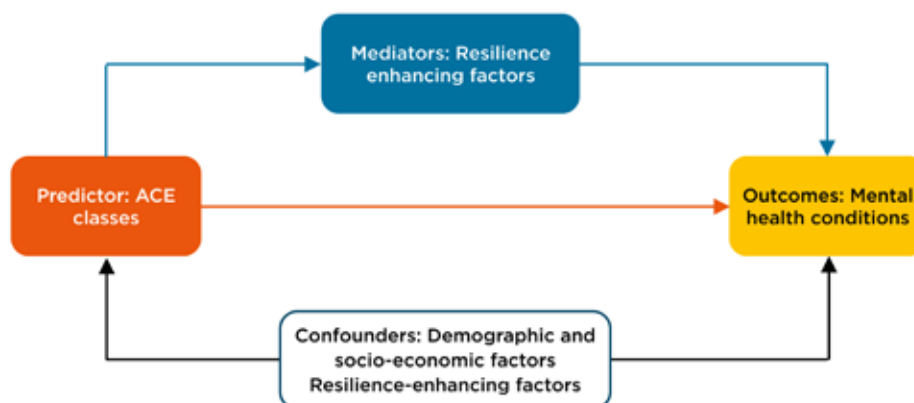 Mediators: Resilience
enhancing factors
Predictor: ACE
classes
Outcomes: Mental
health conditions
Confounders: Demographic and
socio-economic factors
Resilience-enhancing factors